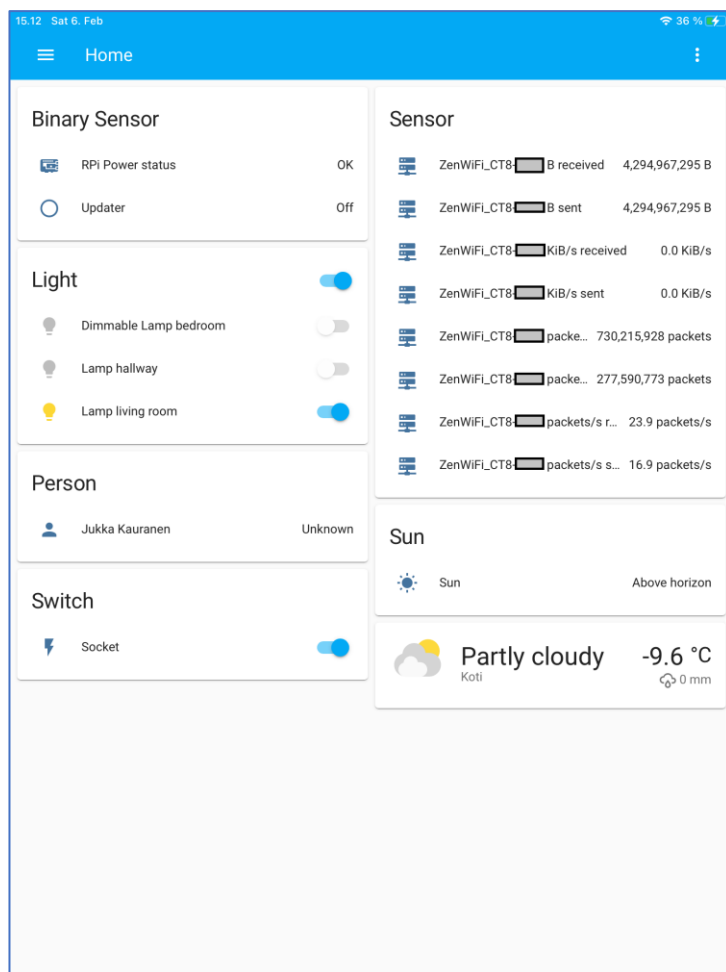 15.12 Sat 6. Feb 36 %
Home
Binary Sensor
RPi Power status OK
Updater Off
Light
Dimmable Lamp bedroom
Lamp hallway
Lamp living room
Person
Jukka Kauranen Unknown
Switch
Socket
Sensor
ZenWiFi_CT8- B received 4,294,967,295 B
ZenWiFi_CT8- B sent 4,294,967,295 B
ZenWiFi_CT8- KiB/s received 0.0 KiB/s
ZenWiFi_CT8- KiB/s sent 0.0 KiB/s
ZenWiFi_CT8- packe... 730,215,928 packets
ZenWiFi_CT8- packe... 277,590,773 packets
ZenWiFi_CT8- packets/s r... 23.9 packets/s
ZenWiFi_CT8- packets/s s... 16.9 packets/s
Sun
Sun Above horizon
Partly cloudy -9.6 °C
Koti 0 mm